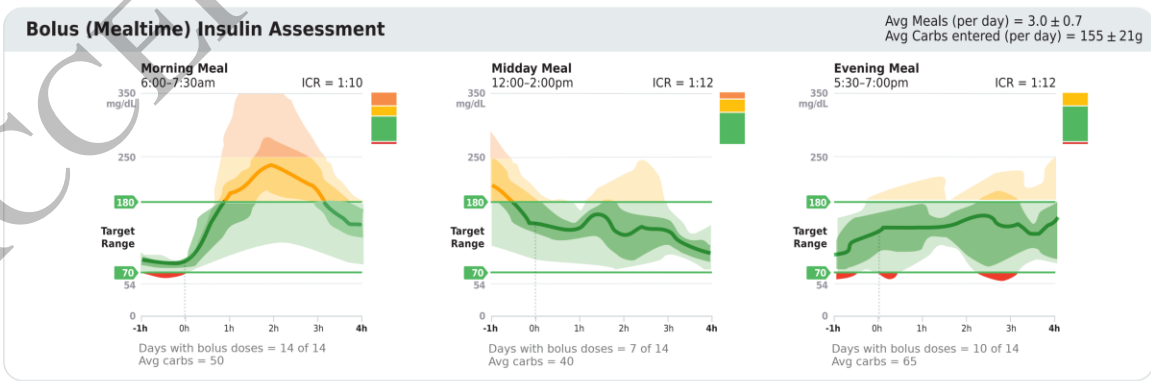 Bolus (Mealtime) Insulin Assessment
Avg Meals (per day) = 3.0 ± 0.7
Avg Carbs entered (per day) = 155 ± 21g
Morning Meal
6:00–7:30am ICR = 1:10
350
mg/dL
250
180
Target
Range
70
54
0
-1h 0h 1h 2h 3h 4h
Days with bolus doses = 14 of 14
Avg carbs = 50
Midday Meal
12:00–2:00pm ICR = 1:12
350
mg/dL
250
180
Target
Range
70
54
0
-1h 0h 1h 2h 3h 4h
Days with bolus doses = 7 of 14
Avg carbs = 40
Evening Meal
5:30–7:00pm ICR = 1:12
350
mg/dL
250
180
Target
Range
70
54
0
-1h 0h 1h 2h 3h 4h
Days with bolus doses = 10 of 14
Avg carbs = 65